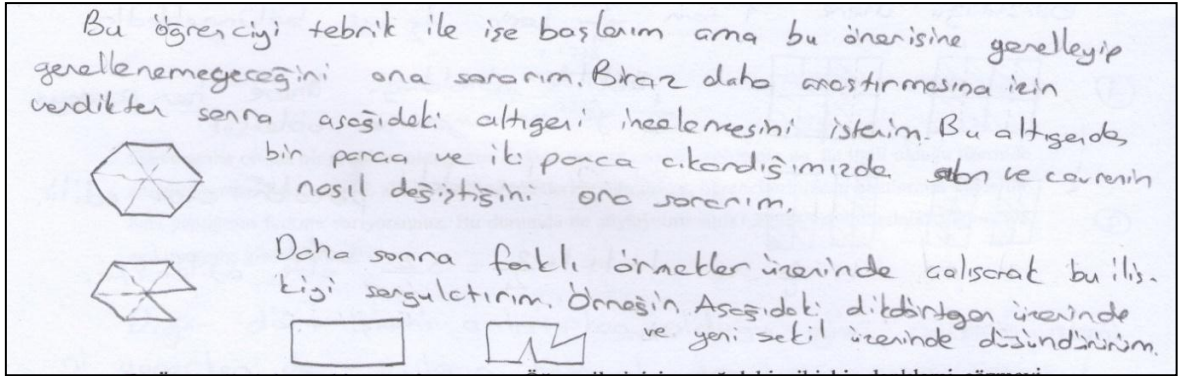 Bu öğrenciyi tebrik ile işe başlarım ama bu önerisine genelleyip
genellenemeyeceğini ona sorarım. Biraz daha araştırmasına izin
verdikten sonra aşağıdaki altıgeni incelemesini isterim. Bu altıgende,
bir parça ve iki parça çıkardığımızda alan ve çevrenin
nasıl değiştiğini ona sorarım.
Daha sonra farklı örnekler üzerinde çalışarak bu iliş-
kiyi sorgulatırım. Örneğin Aşağıdaki dikdörtgen üzerinde
ve yeni şekil üzerinde düşündürürüm.